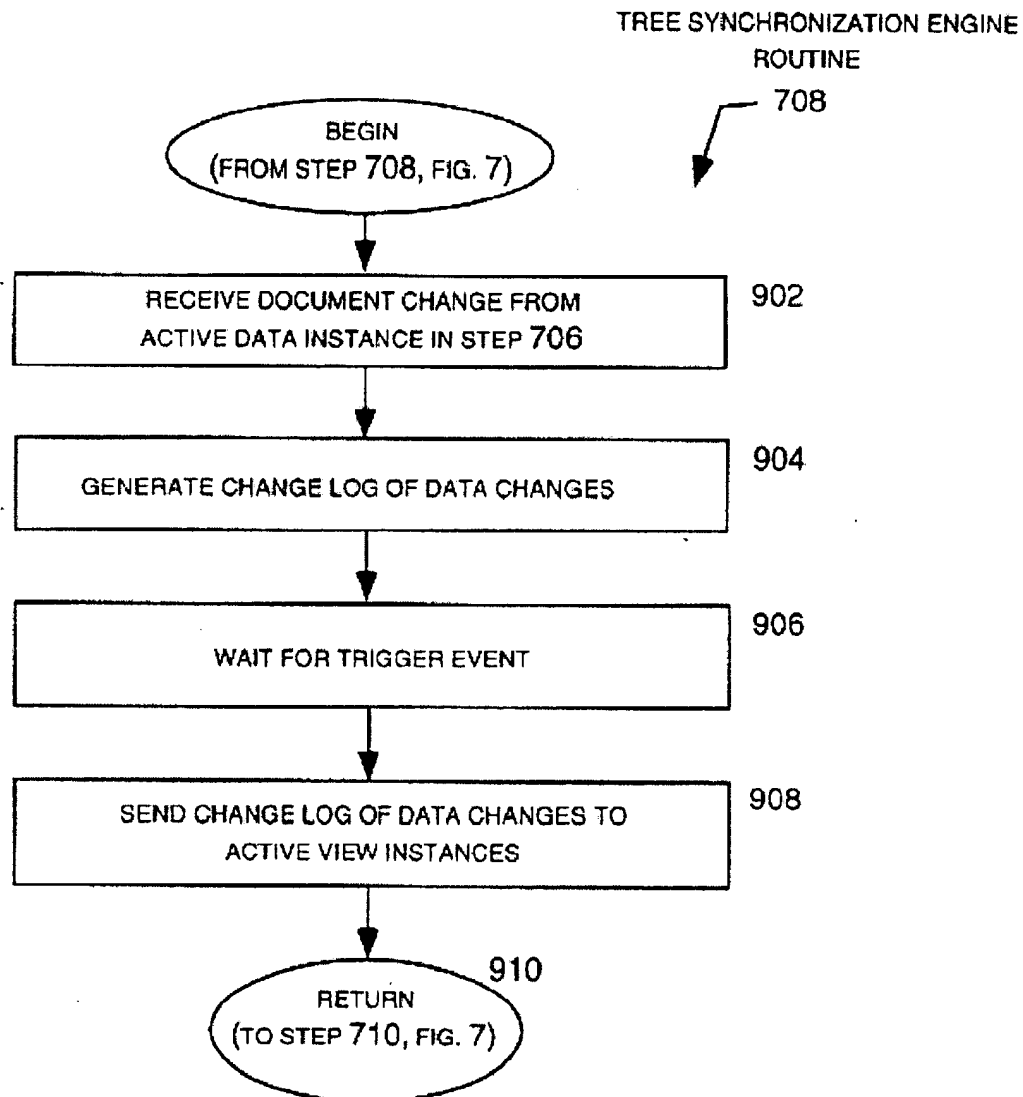 TREE SYNCHRONIZATION ENGINE
ROUTINE
708
BEGIN
(FROM STEP 708, FIG. 7)
902
RECEIVE DOCUMENT CHANGE FROM
ACTIVE DATA INSTANCE IN STEP 706
904
GENERATE CHANGE LOG OF DATA CHANGES
906
WAIT FOR TRIGGER EVENT
908
SEND CHANGE LOG OF DATA CHANGES TO
ACTIVE VIEW INSTANCES
910
RETURN
(TO STEP 710, FIG. 7)